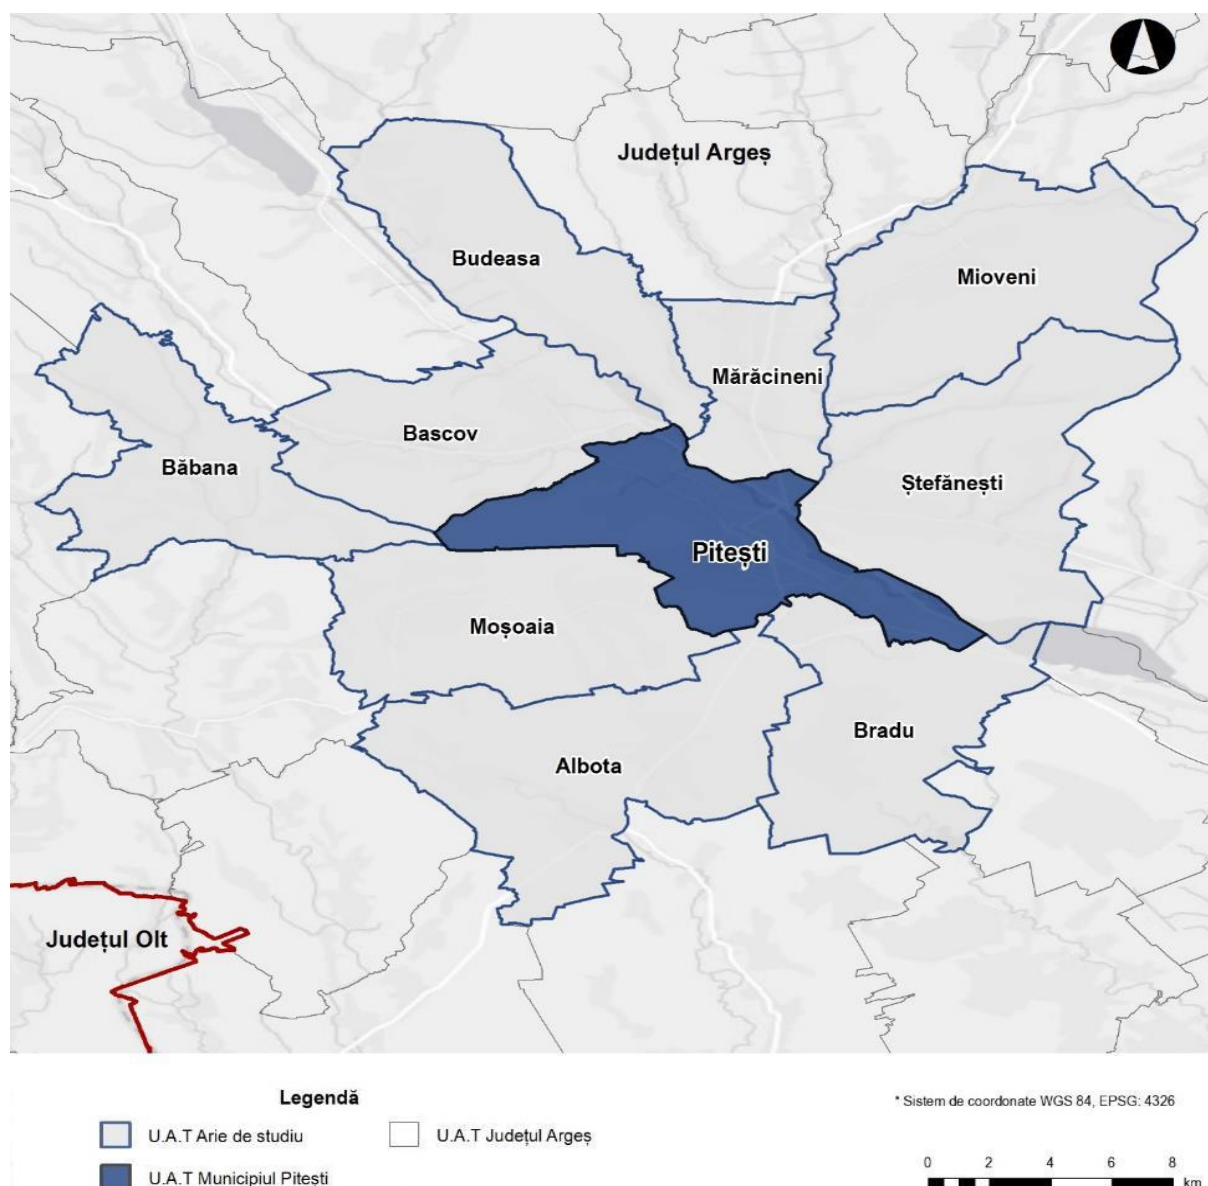 Județul Argeș
Budeasa
Mioveni
Mărăcineni
Bascov
Băbana
Ștefănești
Pitești
Moșoaia
Bradu
Albota
Județul Olt
Legendă
* Sistem de coordonate WGS 84, EPSG: 4326
U.A.T Arie de studiu
U.A.T Județul Argeș
U.A.T Municipiul Pitești
0 2 4 6 8
km